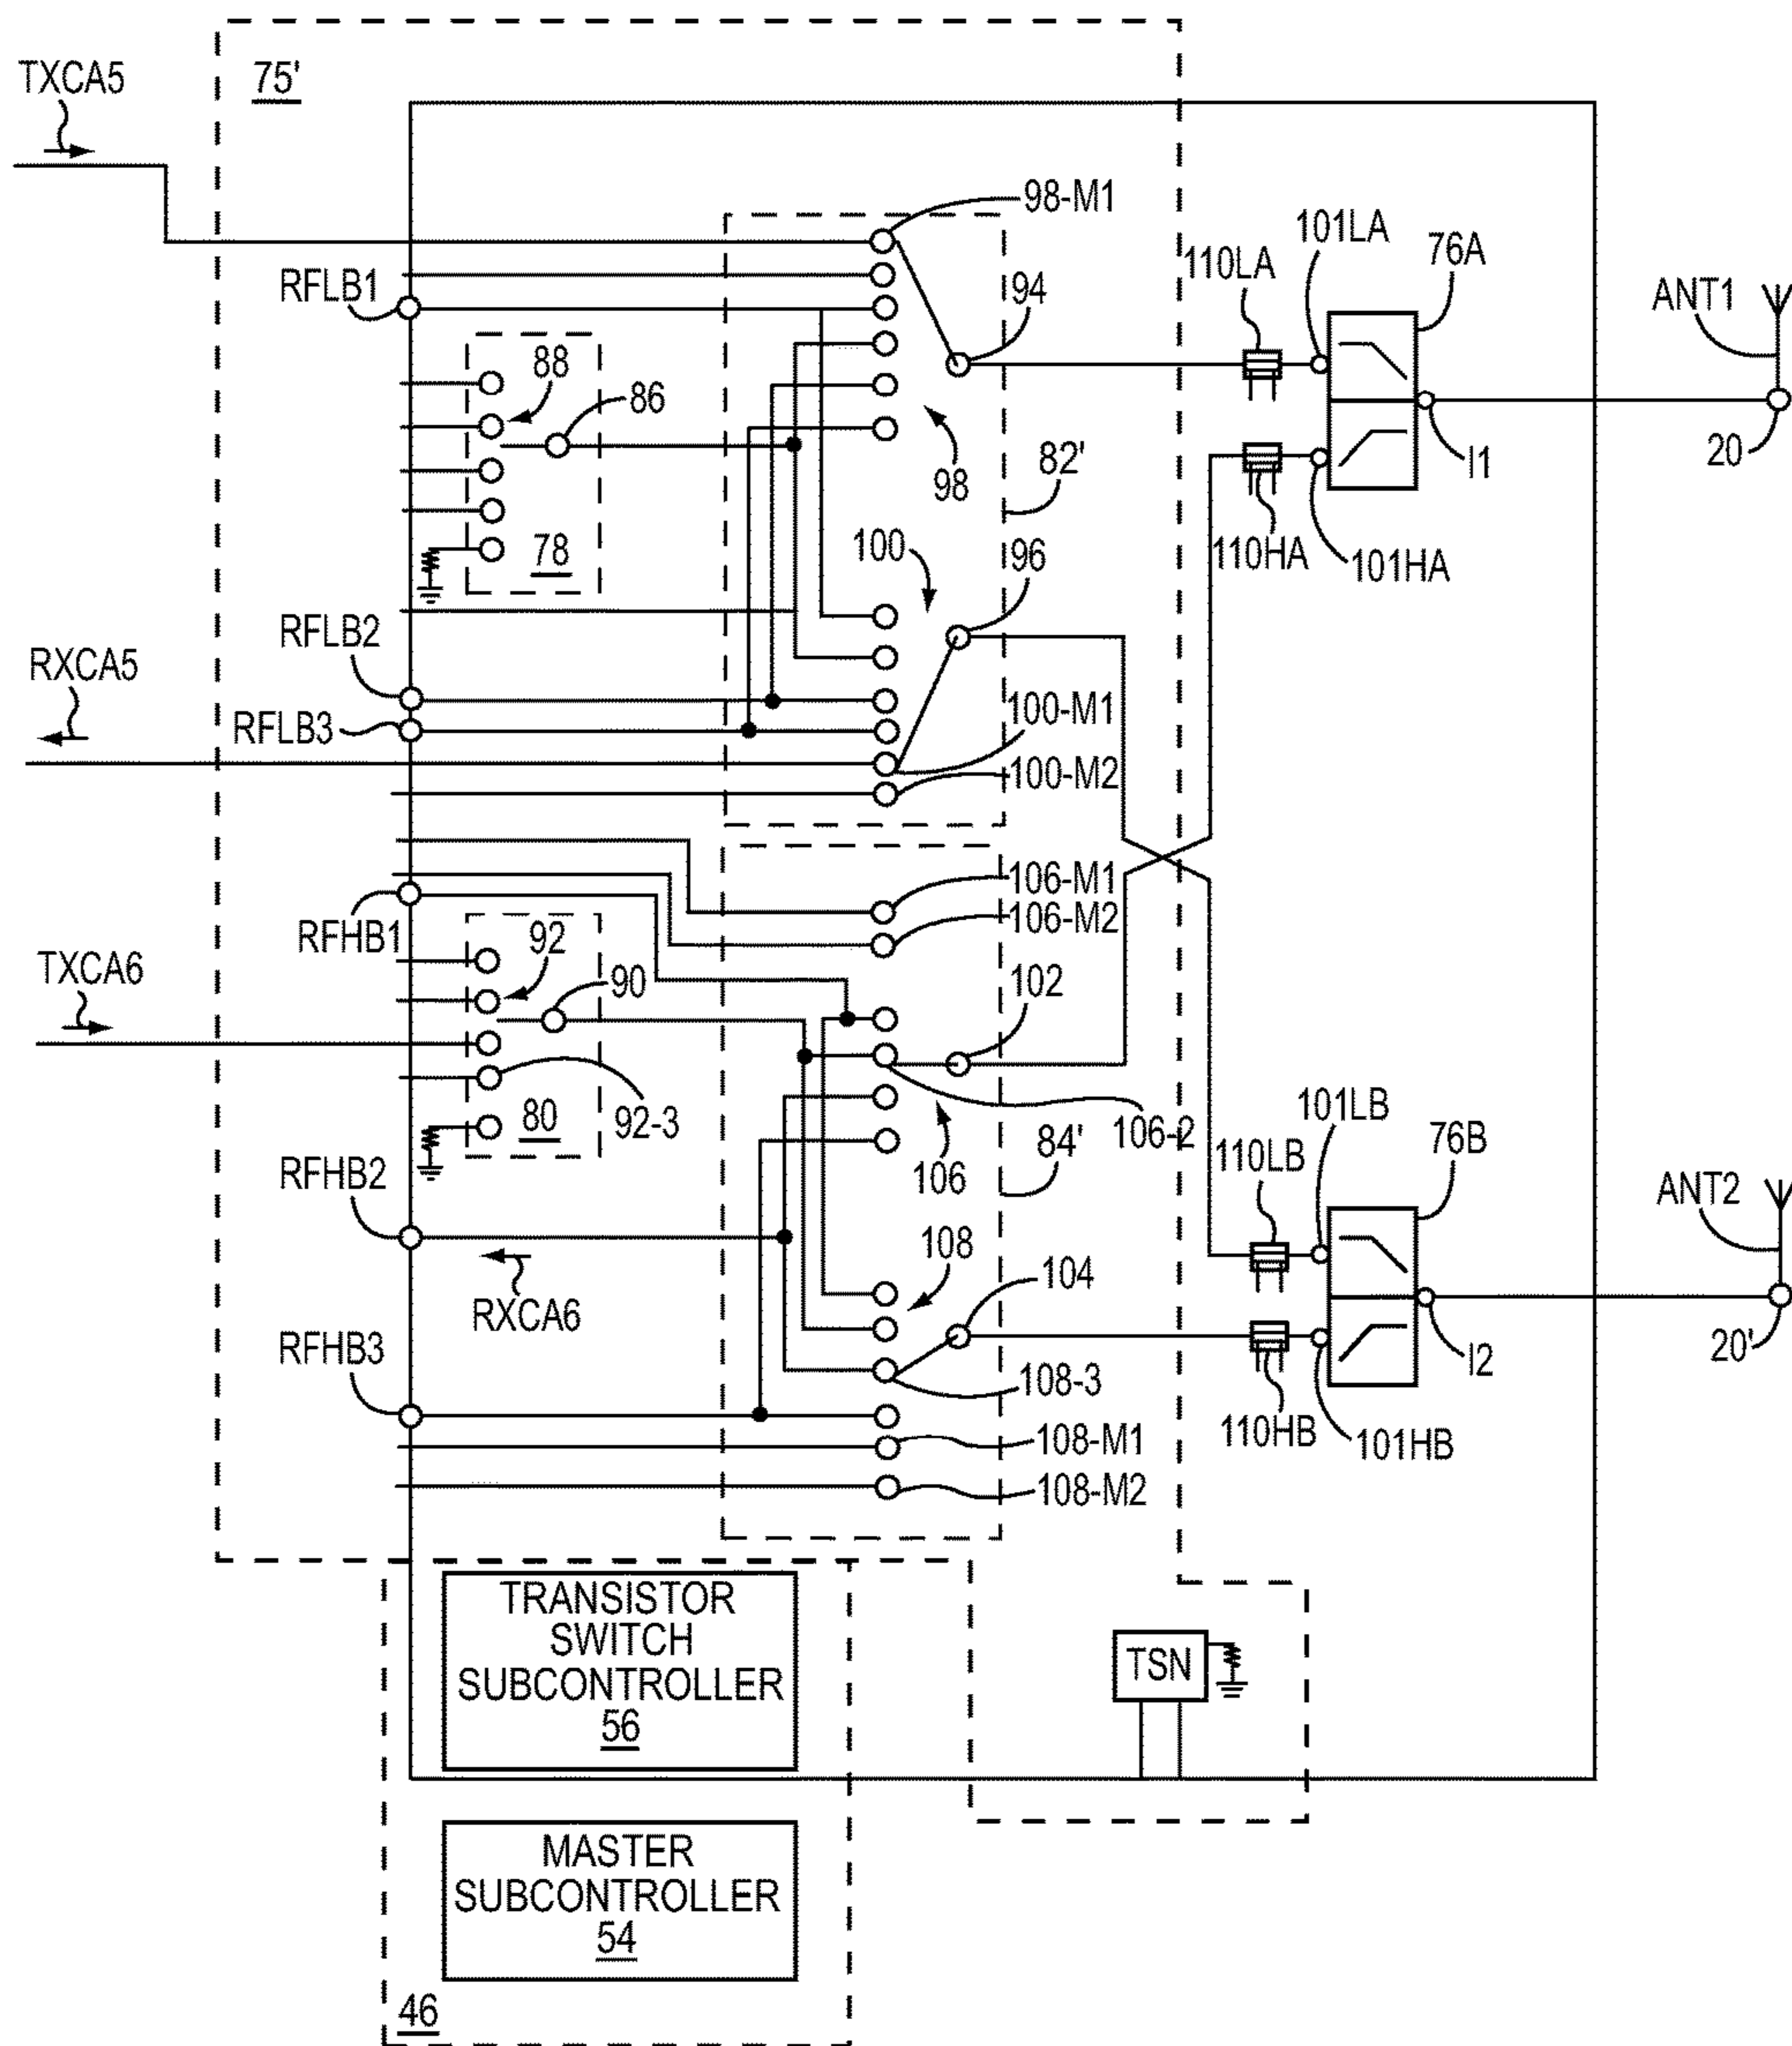 TXCA5
75'
98-M1
101LA
76A
110LA
ANT1
RFLB1
94
88
86
98
82'
I1
20
78
100
96
110HA
101HA
RFLB2
RXCA5
RFLB3
100-M1
100-M2
106-M1
106-M2
RFHB1
92
TXCA6
90
102
80
92-3
106-2
101LB
84'
110LB
76B
ANT2
106
RFHB2
108
104
RXCA6
RFHB3
108-3
I2
20'
110HB
101HB
108-M1
108-M2
TRANSISTOR
SWITCH
SUBCONTROLLER
56
TSN
MASTER
SUBCONTROLLER
54
46